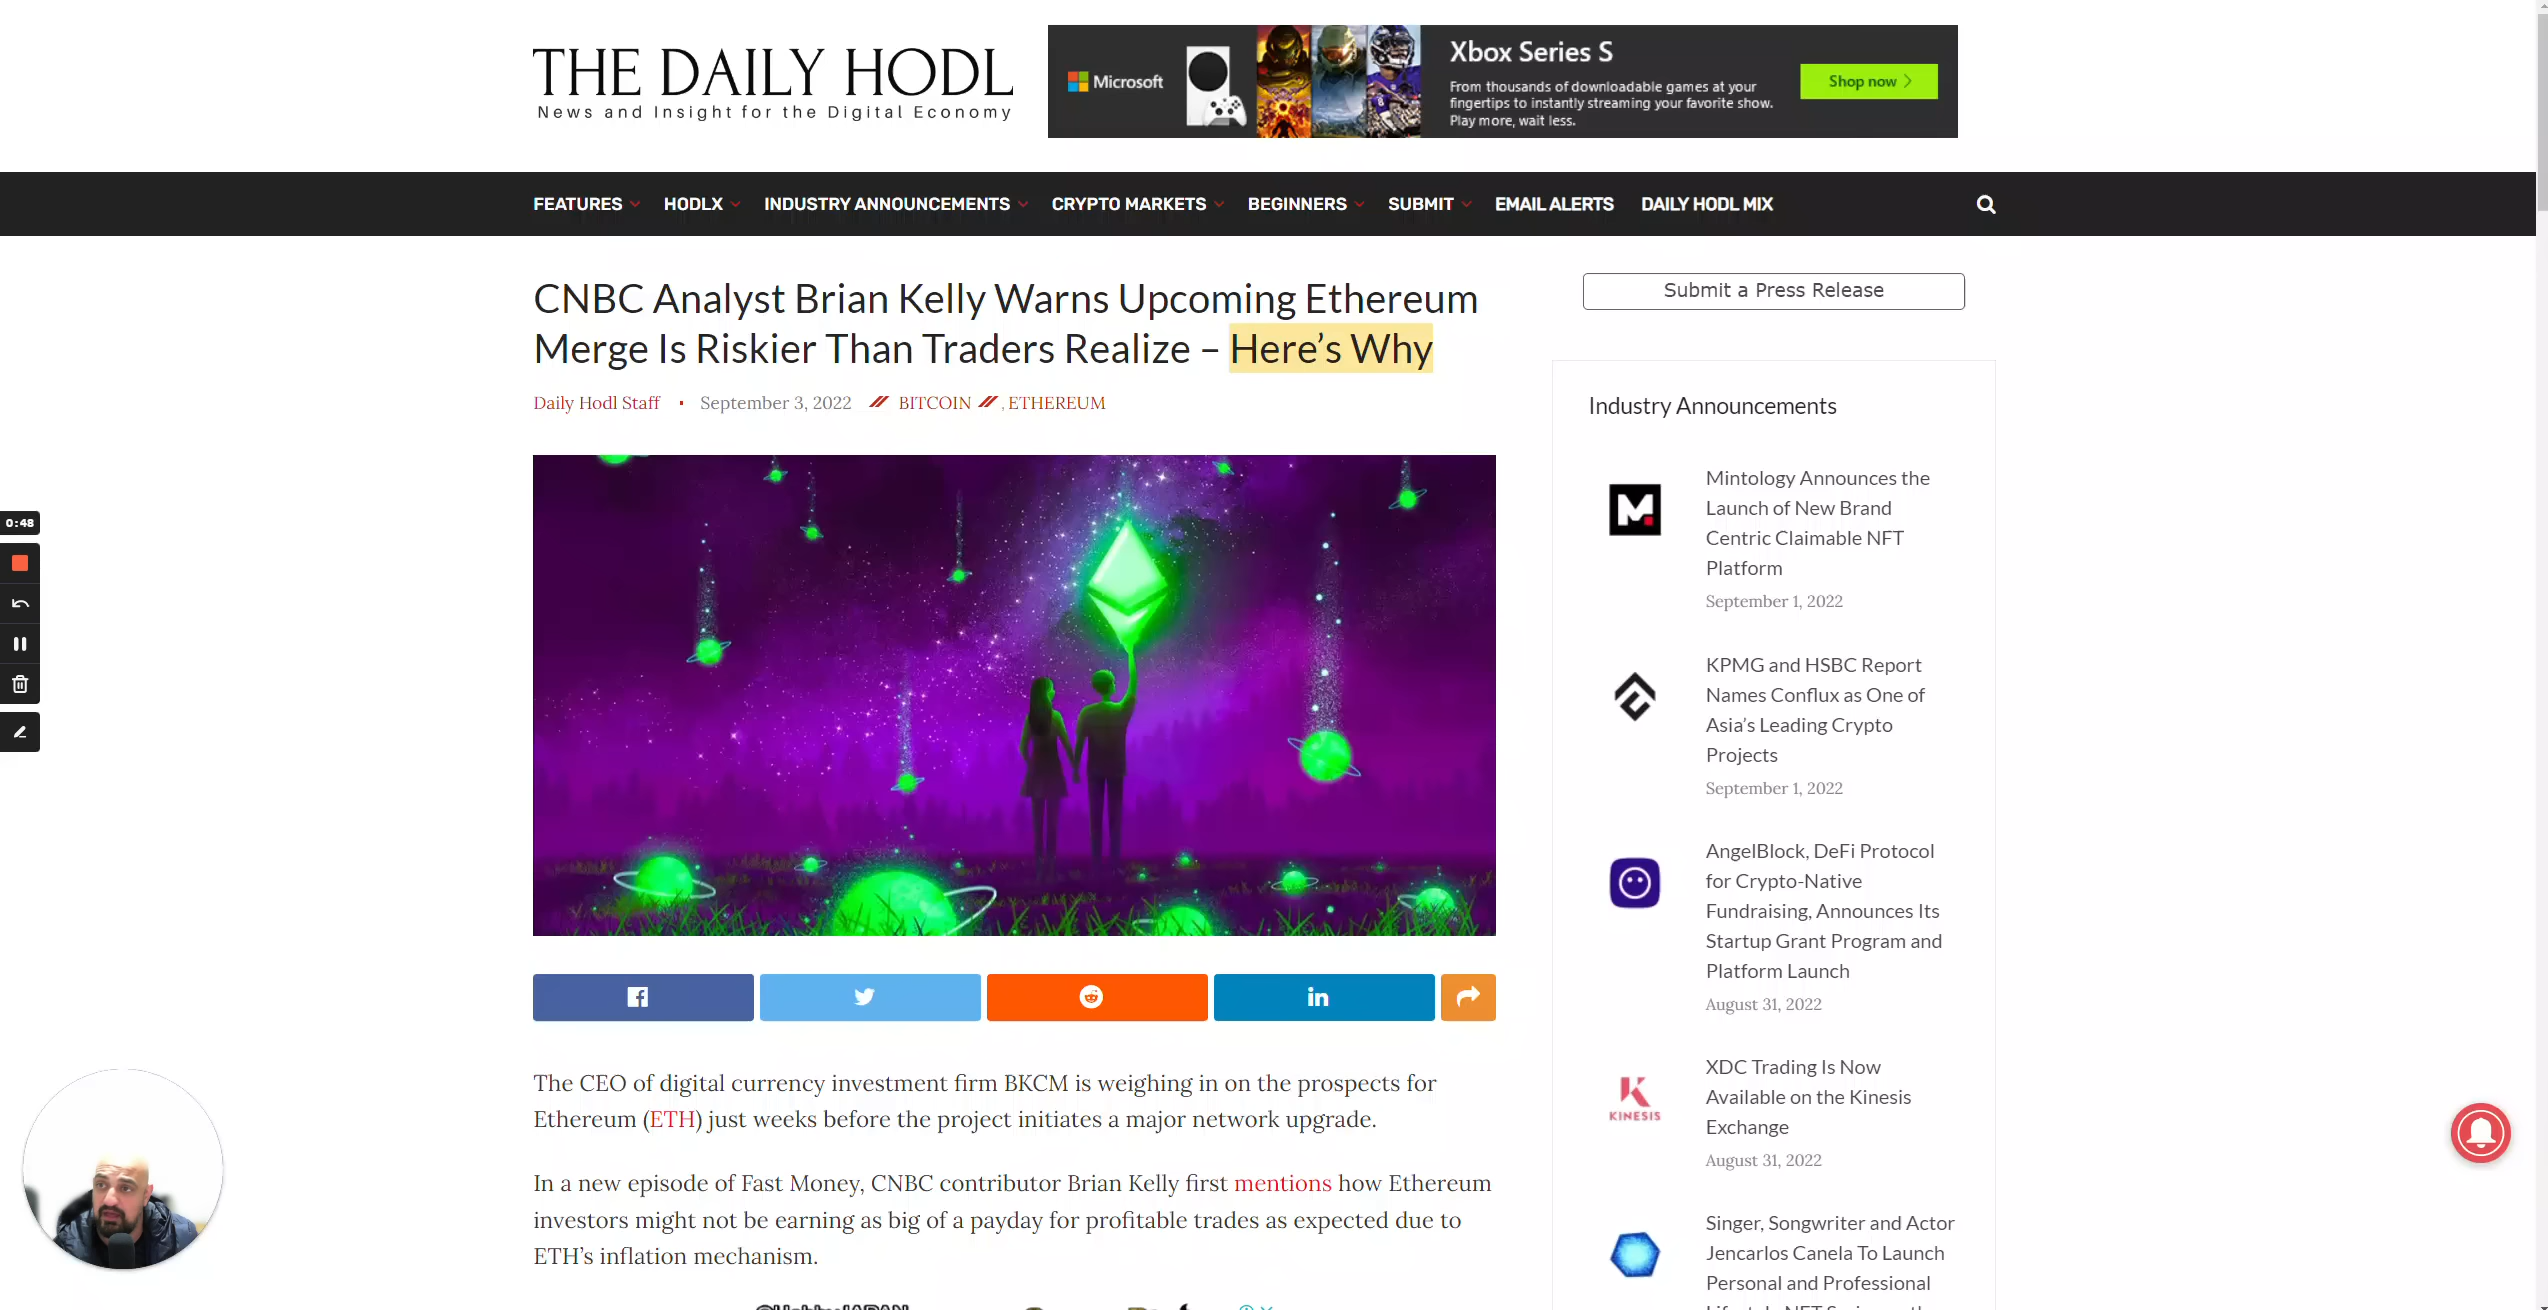 THE DAILY HODL
News and Insight for the Digital Economy
Microsoft
Xbox Series S
From thousands of downloadable games at your
fingertips to instantly streaming your favorite show.
Play more, wait less.
Shop now
FEATURES HODLX INDUSTRY ANNOUNCEMENTS CRYPTO MARKETS BEGINNERS SUBMIT EMAIL ALERTS DAILY HODL MIX
CNBC Analyst Brian Kelly Warns Upcoming Ethereum
Merge Is Riskier Than Traders Realize – Here's Why
Daily Hodl Staff ▪ September 3, 2022 BITCOIN , ETHEREUM
0:48
The CEO of digital currency investment firm BKCM is weighing in on the prospects for
Ethereum (ETH) just weeks before the project initiates a major network upgrade.
In a new episode of Fast Money, CNBC contributor Brian Kelly first mentions how Ethereum
investors might not be earning as big of a payday for profitable trades as expected due to
ETH's inflation mechanism.
Submit a Press Release
Industry Announcements
Mintology Announces the
Launch of New Brand
Centric Claimable NFT
Platform
September 1, 2022
KPMG and HSBC Report
Names Conflux as One of
Asia's Leading Crypto
Projects
September 1, 2022
AngelBlock, DeFi Protocol
for Crypto-Native
Fundraising, Announces Its
Startup Grant Program and
Platform Launch
August 31, 2022
KINESIS
XDC Trading Is Now
Available on the Kinesis
Exchange
August 31, 2022
Singer, Songwriter and Actor
Jencarlos Canela To Launch
Personal and Professional